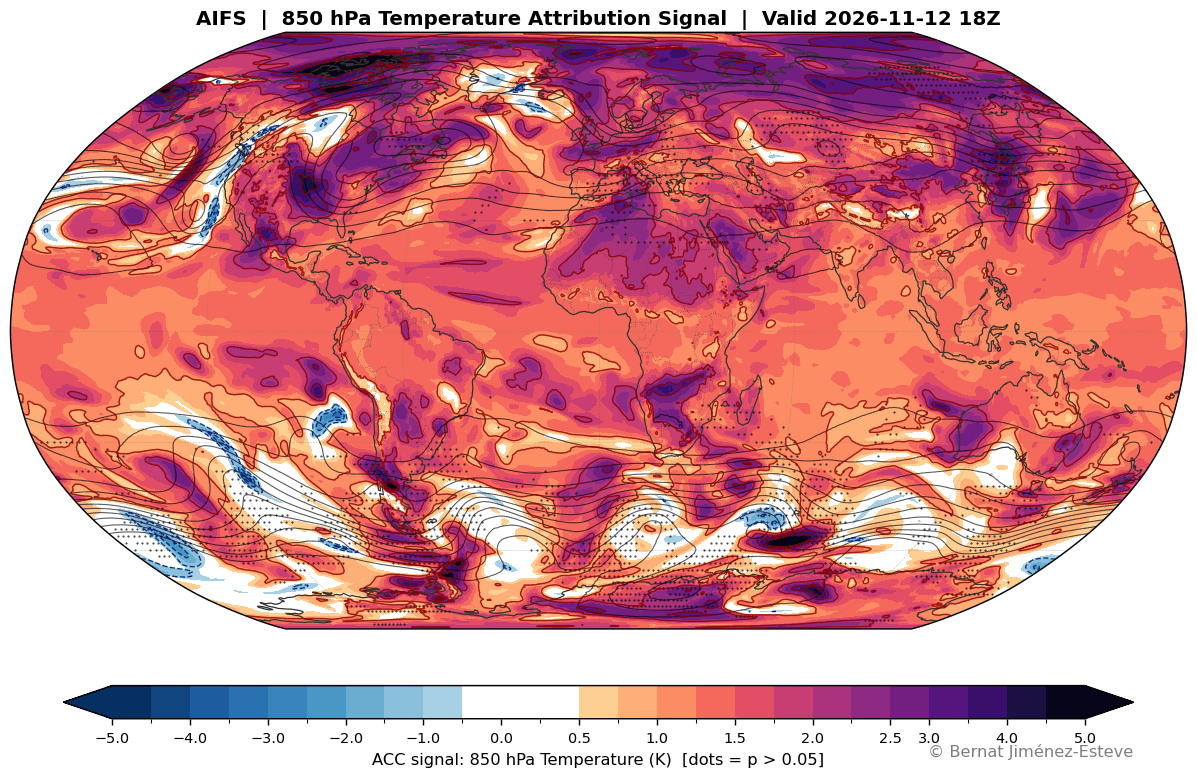 AIFS | 850 hPa Temperature Attribution Signal | Valid 2026-11-12 18Z
−5.0 −4.0 −3.0 −2.0 −1.0 0.0 0.5 1.0 1.5 2.0 2.5 3.0 4.0 5.0
ACC signal: 850 hPa Temperature (K) [dots = p > 0.05]
© Bernat Jiménez-Esteve